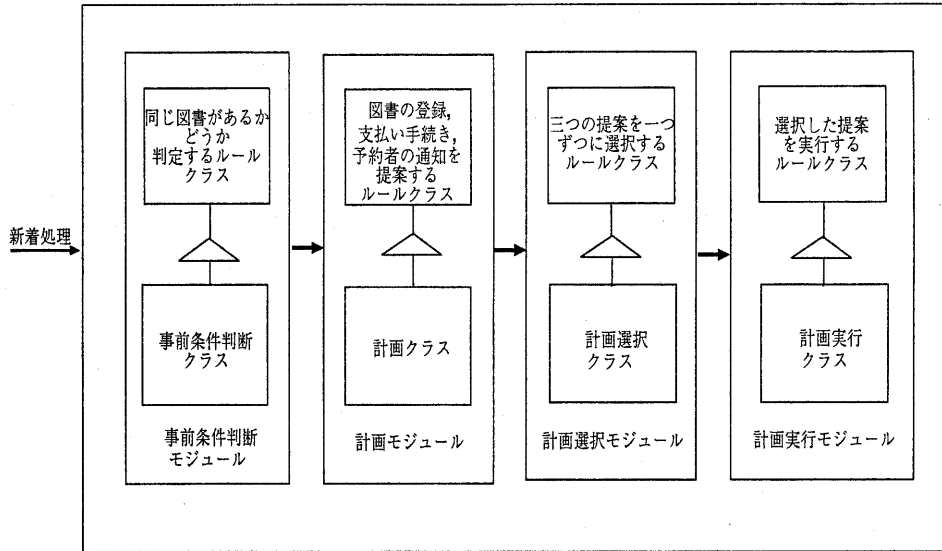 新着処理
同じ図書があるか
どうか
判定するルール
クラス
事前条件判断
クラス
事前条件判断
モジュール
図書の登録,
支払い手続き,
予約者の通知を
提案する
ルールクラス
計画クラス
計画モジュール
三つの提案を一つ
ずつに選択する
ルールクラス
計画選択
クラス
計画選択モジュール
選択した提案
を実行する
ルールクラス
計画実行
クラス
計画実行モジュール